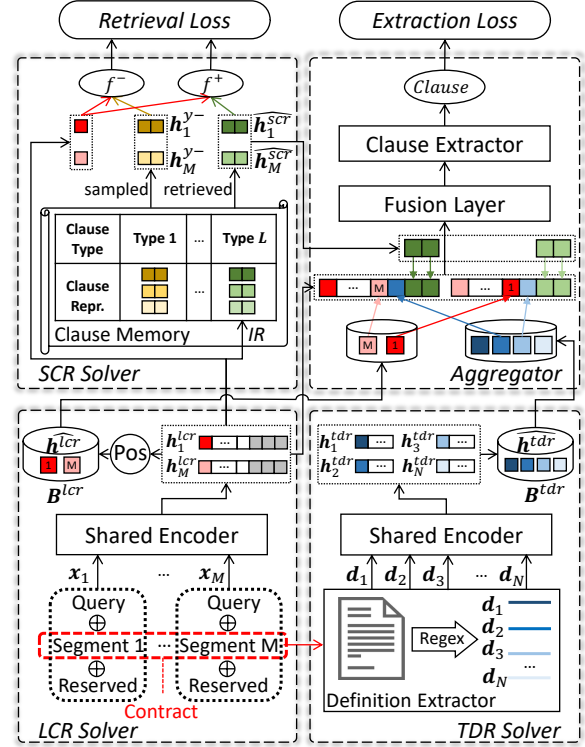 Retrieval Loss
Extraction Loss
f⁻
f⁺
Clause
h₁^{y−}
h_M^{y−}
\widehat{h_1^{scr}}
\widehat{h_M^{scr}}
Clause Extractor
Fusion Layer
sampled
retrieved
Clause Type
Type 1
...
Type L
Clause Repr.
...
Clause Memory
IR
SCR Solver
... M
... 1
M 1
Aggregator
\widehat{h^{lcr}}
1 M
B^{lcr}
Pos
h₁^{lcr} ...
h_M^{lcr} ...
h₁^{tdr} ... h₃^{tdr}
h₂^{tdr} ... h_N^{tdr}
\widehat{h^{tdr}}
B^{tdr}
Shared Encoder
Shared Encoder
x₁ ... x_M
d₁ d₂ d₃ ... d_N
Query
⊕
Segment 1
⊕
Reserved
...
Query
⊕
Segment M
⊕
Reserved
Contract
LCR Solver
Regex
d₁
d₂
d₃
...
d_N
Definition Extractor
TDR Solver